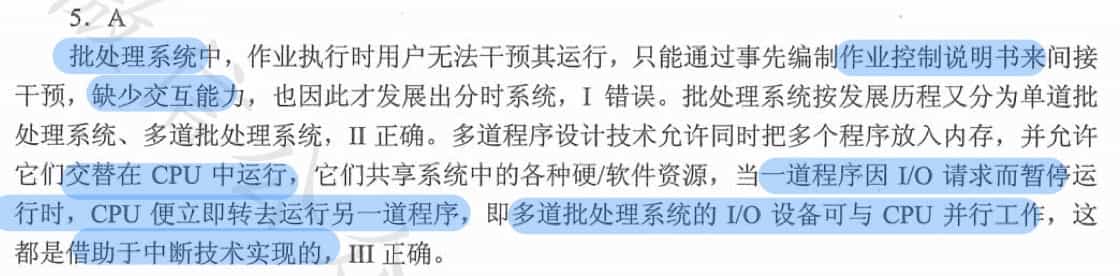 5. A
批处理系统中，作业执行时用户无法干预其运行，只能通过事先编制作业控制说明书来间接
干预，缺少交互能力，也因此才发展出分时系统，I 错误。批处理系统按发展历程又分为单道批
处理系统、多道批处理系统，II 正确。多道程序设计技术允许同时把多个程序放入内存，并允许
它们交替在 CPU 中运行，它们共享系统中的各种硬/软件资源，当一道程序因 I/O 请求而暂停运
行时，CPU 便立即转去运行另一道程序，即多道批处理系统的 I/O 设备可与 CPU 并行工作，这
都是借助于中断技术实现的，III 正确。